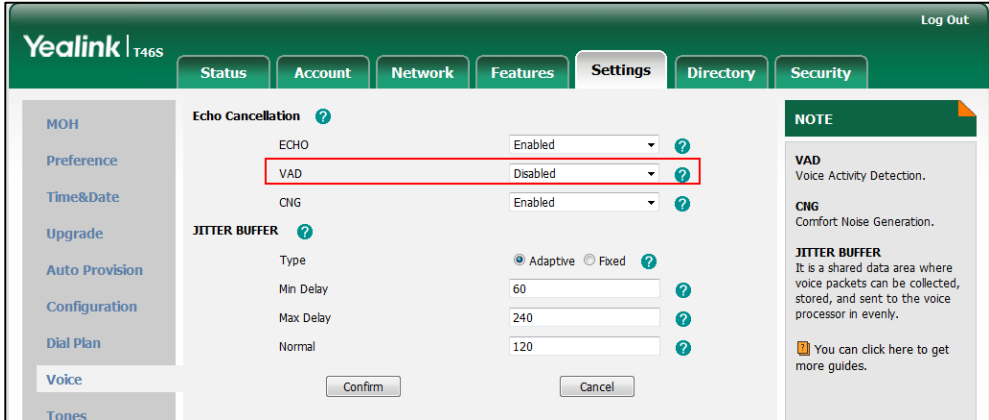 Log Out
Yealink | T46S
Status Account Network Features Settings Directory Security
MOH
Preference
Time&Date
Upgrade
Auto Provision
Configuration
Dial Plan
Voice
Tones
Echo Cancellation ?
ECHO Enabled ?
VAD Disabled ?
CNG Enabled ?
JITTER BUFFER ?
Type Adaptive Fixed ?
Min Delay 60 ?
Max Delay 240 ?
Normal 120 ?
Confirm Cancel
NOTE
VAD
Voice Activity Detection.
CNG
Comfort Noise Generation.
JITTER BUFFER
It is a shared data area where
voice packets can be collected,
stored, and sent to the voice
processor in evenly.
? You can click here to get
more guides.